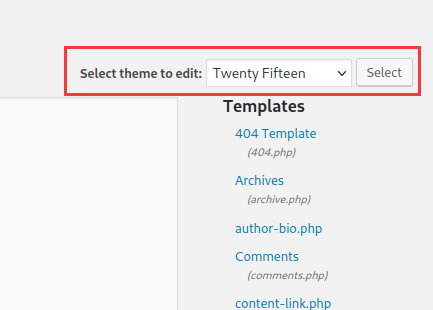 Select theme to edit: Twenty Fifteen Select
Templates
404 Template
(404.php)
Archives
(archive.php)
author-bio.php
Comments
(comments.php)
content-link.php